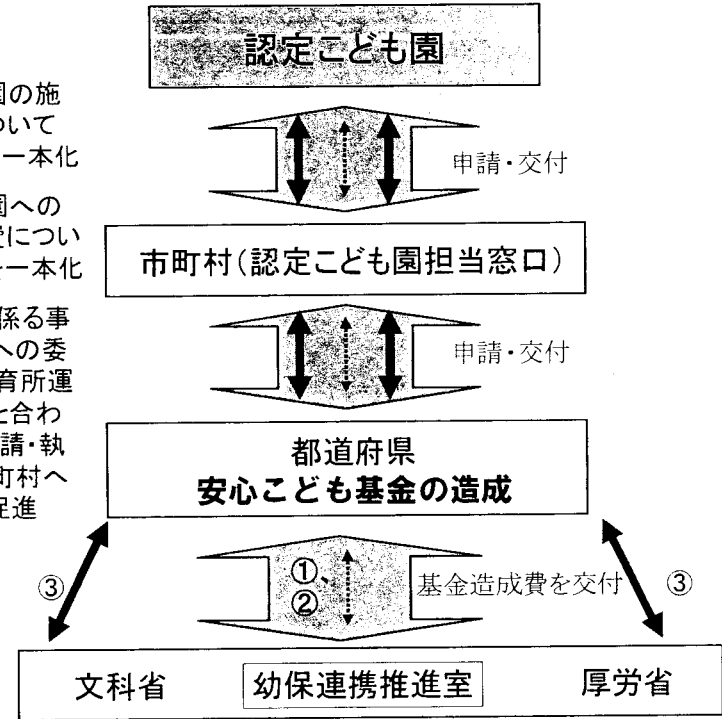 認定こども園
園の施
ついて
一本化
申請・交付
園への
費につい
を一本化
市町村(認定こども園担当窓口)
係る事
への委
育所運
と合わ
請・執
町村へ
促進
申請・交付
都道府県
安心こども基金の造成
③
①、
②
基金造成費を交付
③
文科省
幼保連携推進室
厚労省